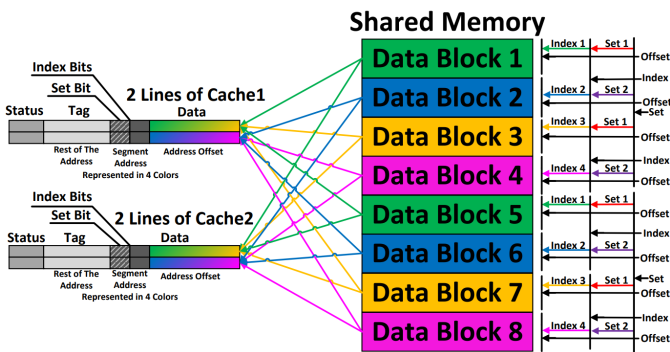 Shared Memory
Index Bits
Set Bit
2 Lines of Cache1
Status
Tag
Data
Rest of The
Address
Segment
Address
Address Offset
Represented in 4 Colors
Index Bits
Set Bit
2 Lines of Cache2
Status
Tag
Data
Rest of The
Address
Segment
Address
Address Offset
Represented in 4 Colors
Data Block 1
Data Block 2
Data Block 3
Data Block 4
Data Block 5
Data Block 6
Data Block 7
Data Block 8
Index 1 Set 1
Offset
Index
Index 2 Set 2
Offset
Set
Index 3 Set 1
Offset
Index
Index 4 Set 2
Offset
Index 1 Set 1
Offset
Index
Index 2 Set 2
Offset
Set
Index 3 Set 1
Offset
Index
Index 4 Set 2
Offset